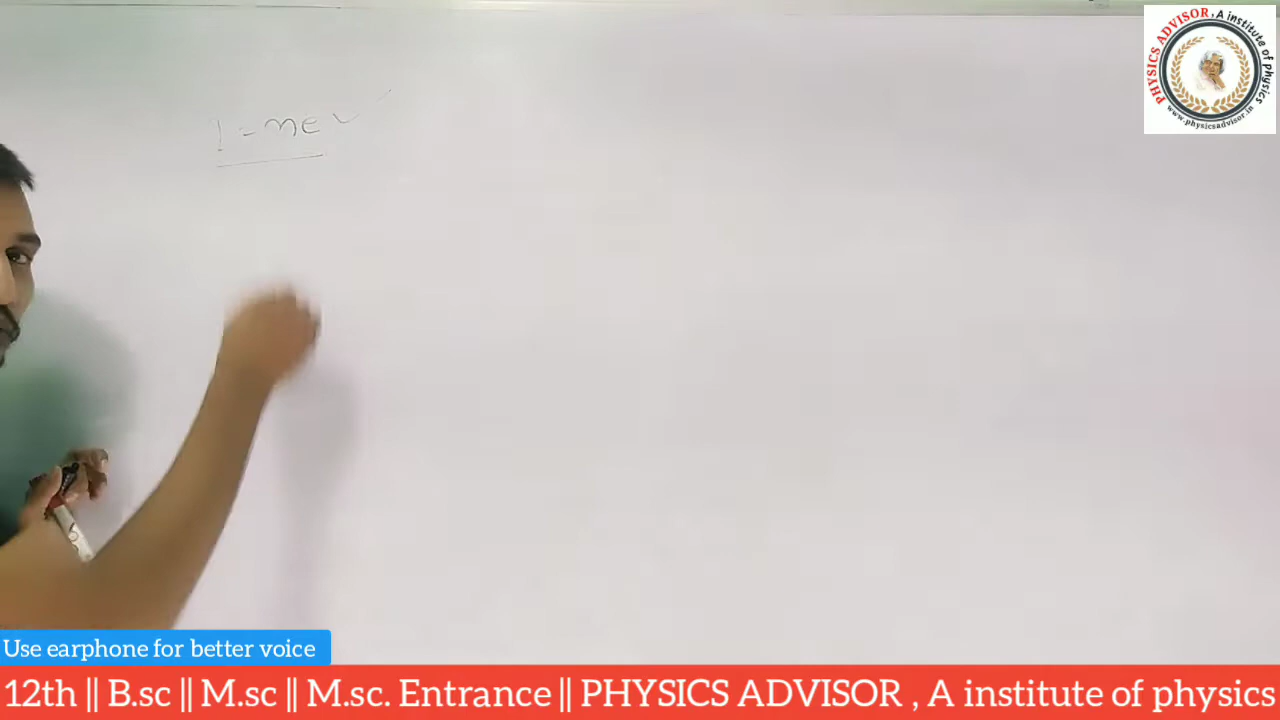 PHYSICS ADVISOR, A institute of physics
www.physicsadvisor.in
1-mev
Use earphone for better voice
12th || B.sc || M.sc || M.sc. Entrance || PHYSICS ADVISOR , A institute of physics